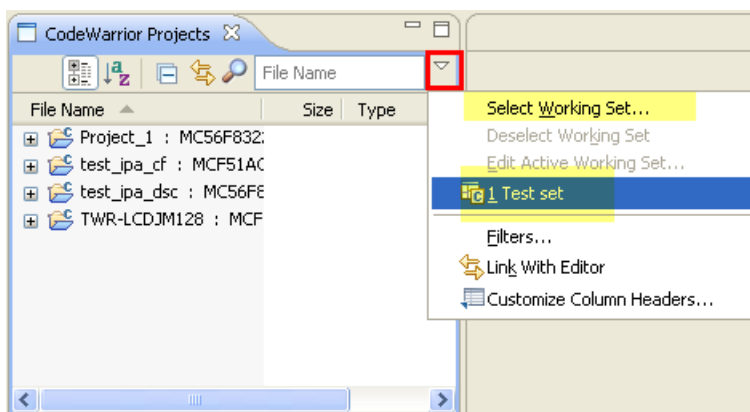 CodeWarrior Projects
File Name
File Name Size Type
Project_1 : MC56F832
test_ipa_cf : MCF51AC
test_ipa_dsc : MC56F8
TWR-LCDJM128 : MCF
Select Working Set...
Deselect Working Set
Edit Active Working Set...
1 Test set
Filters...
Link With Editor
Customize Column Headers...